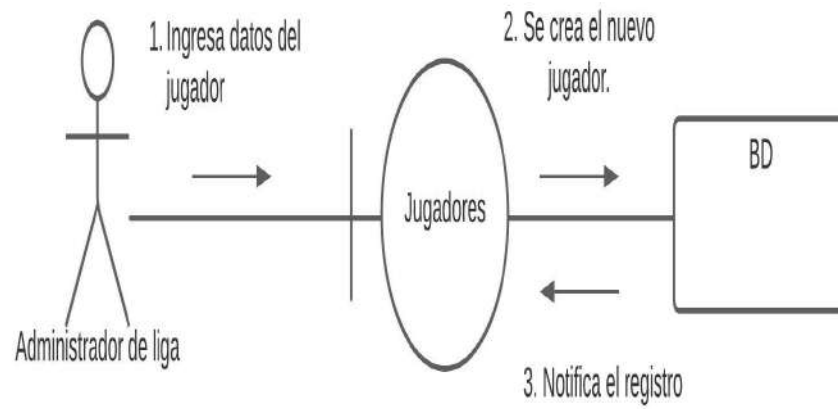 1. Ingresa datos del
jugador
2. Se crea el nuevo
jugador.
BD
Jugadores
Administrador de liga
3. Notifica el registro